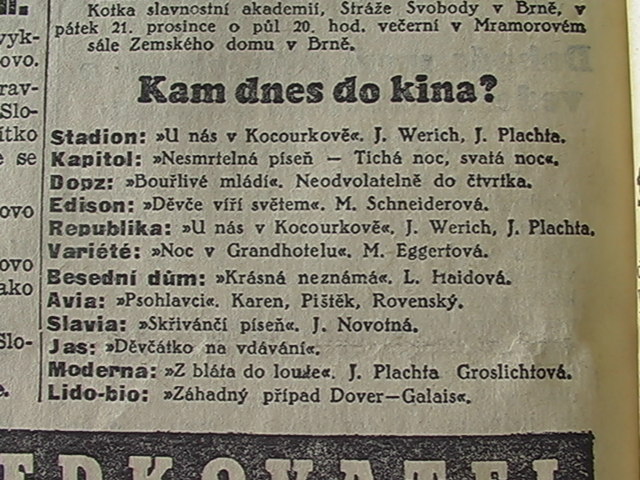 Kotka slavnostní akademií, Stráže Svobody v Brně, v
pátek 21. prosince o půl 20. hod. večerní v Mramorovém
sále Zemského domu v Brně.
Kam dnes do kina?
Stadion: »U nás v Kocourkově«. J. Werich, J. Plachta.
Kapitol: »Nesmrtelná píseň — Tichá noc, svatá noc«.
Dopz: »Bouřlivé mládí«. Neodvolatelně do čtvrtka.
Edison: »Děvče víří světem«. M. Schneiderová.
Republika: »U nás v Kocourkově«, J. Werich, J. Plachta.
Variété: »Noc v Grandhotelu«. M. Eggertová.
Besední dům: »Krásná neznámá«. L. Haidová.
Avia: »Psohlavci«. Karen, Pištěk, Rovenský.
Slavia: »Skřivánčí píseň«. J. Novotná.
Jas: »Děvčátko na vdávání«.
Moderna: »Z bláta do louže«. J. Plachta Groslichtová.
Lido-bio: »Záhadný případ Dover—Galais«.